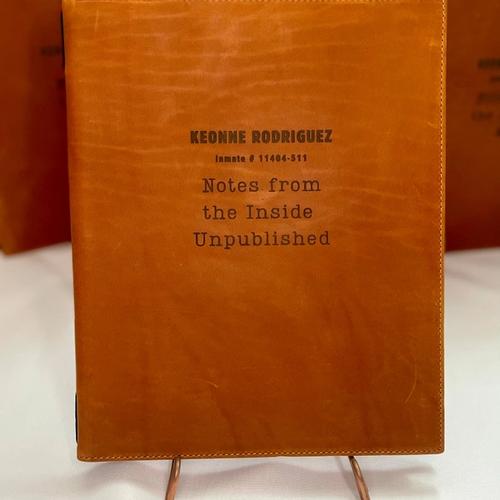 KEONNE RODRIGUEZ
Inmate # 11404-511
Notes from
the Inside
Unpublished